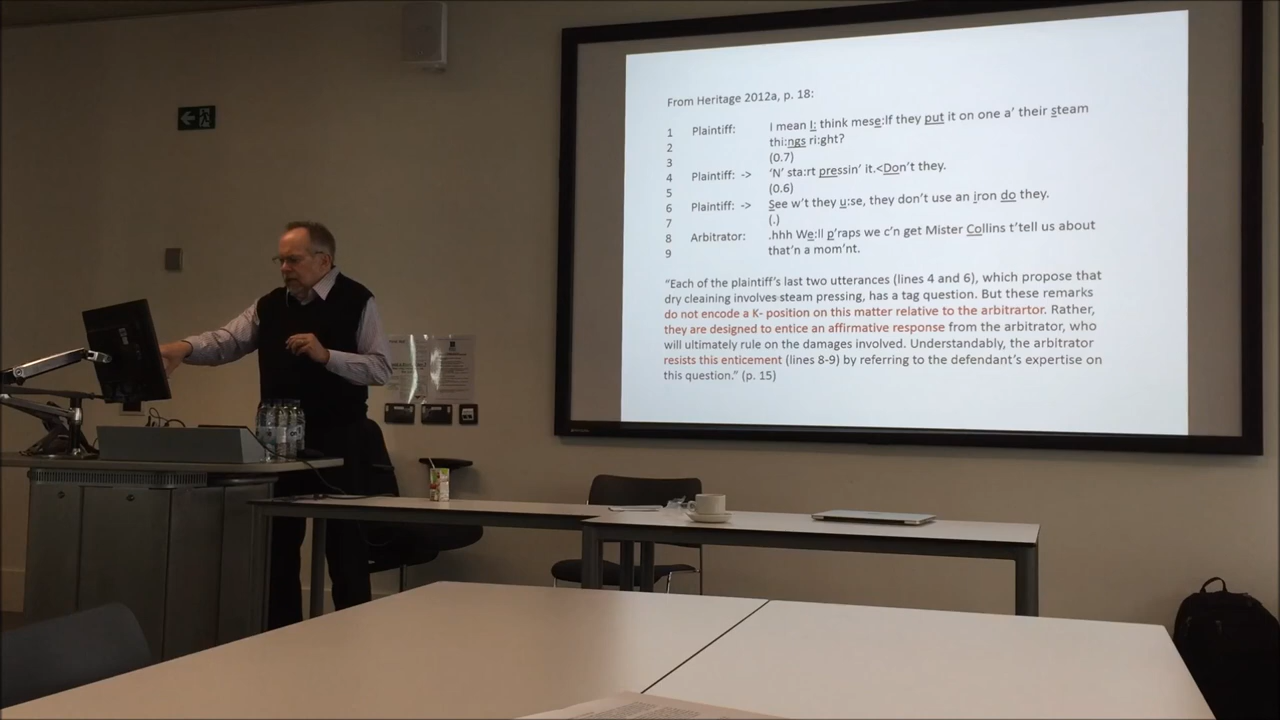 From Heritage 2012a, p. 18:
1 Plaintiff: I mean I: think mese:lf they put it on one a' their steam
2 thi:ngs ri:ght?
3 (0.7)
4 Plaintiff: -> 'N' sta:rt pressin' it.<Don't they.
5 (0.6)
6 Plaintiff: -> See w't they u:se, they don't use an iron do they.
7 (.)
8 Arbitrator: .hhh We:ll p'raps we c'n get Mister Collins t'tell us about
9 that'n a mom'nt.
"Each of the plaintiff's last two utterances (lines 4 and 6), which propose that
dry cleaning involves steam pressing, has a tag question. But these remarks
do not encode a K- position on this matter relative to the arbitrartor. Rather,
they are designed to entice an affirmative response from the arbitrator, who
will ultimately rule on the damages involved. Understandably, the arbitrator
resists this enticement (lines 8-9) by referring to the defendant's expertise on
this question." (p. 15)